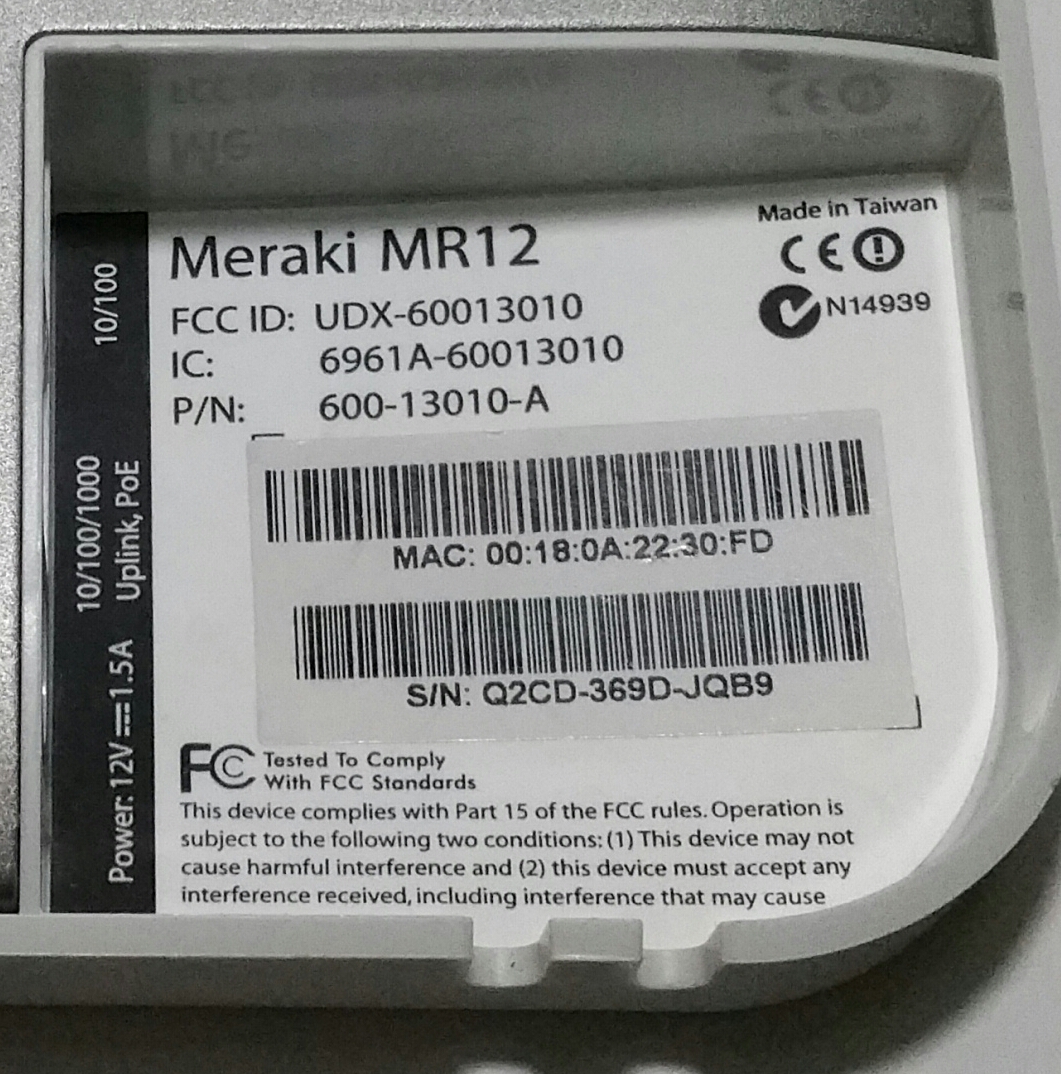 Made in Taiwan
Meraki MR12
CE
N14939
FCC ID: UDX-60013010
IC: 6961A-60013010
P/N: 600-13010-A
MAC: 00:18:0A:22:30:FD
S/N: Q2CD-369D-JQB9
FC Tested To Comply
With FCC Standards
This device complies with Part 15 of the FCC rules. Operation is
subject to the following two conditions: (1) This device may not
cause harmful interference and (2) this device must accept any
interference received, including interference that may cause
10/100
10/100/1000
Uplink, PoE
Power: 12V⎓1.5A